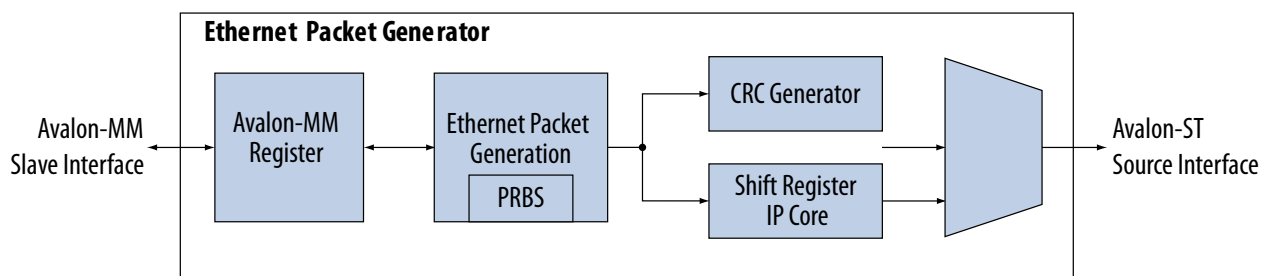 Ethernet Packet Generator
Avalon-MM
Slave Interface
Avalon-MM
Register
Ethernet Packet
Generation
PRBS
CRC Generator
Shift Register
IP Core
Avalon-ST
Source Interface